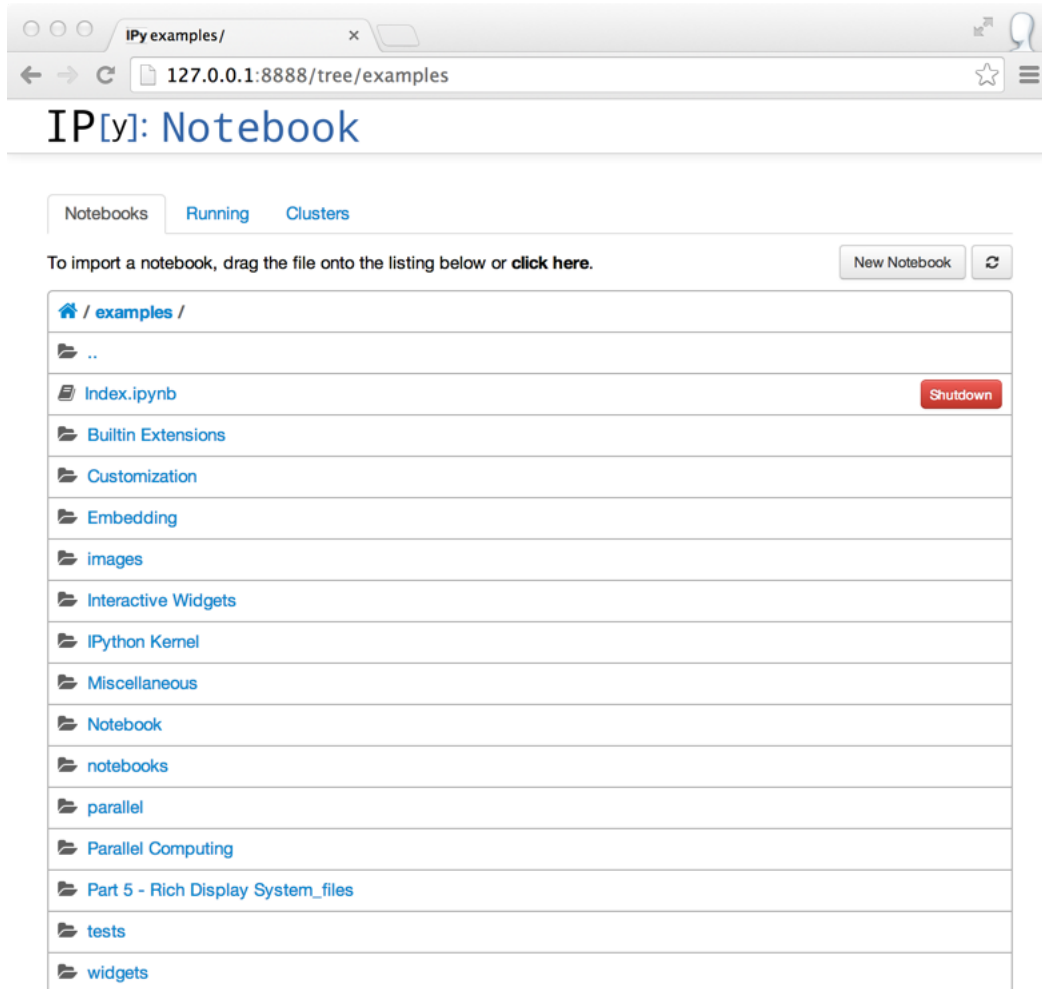 IPy examples/
127.0.0.1:8888/tree/examples
IP[y]: Notebook
Notebooks Running Clusters
To import a notebook, drag the file onto the listing below or click here. New Notebook
/ examples /
..
Index.ipynb Shutdown
Builtin Extensions
Customization
Embedding
images
Interactive Widgets
IPython Kernel
Miscellaneous
Notebook
notebooks
parallel
Parallel Computing
Part 5 - Rich Display System_files
tests
widgets